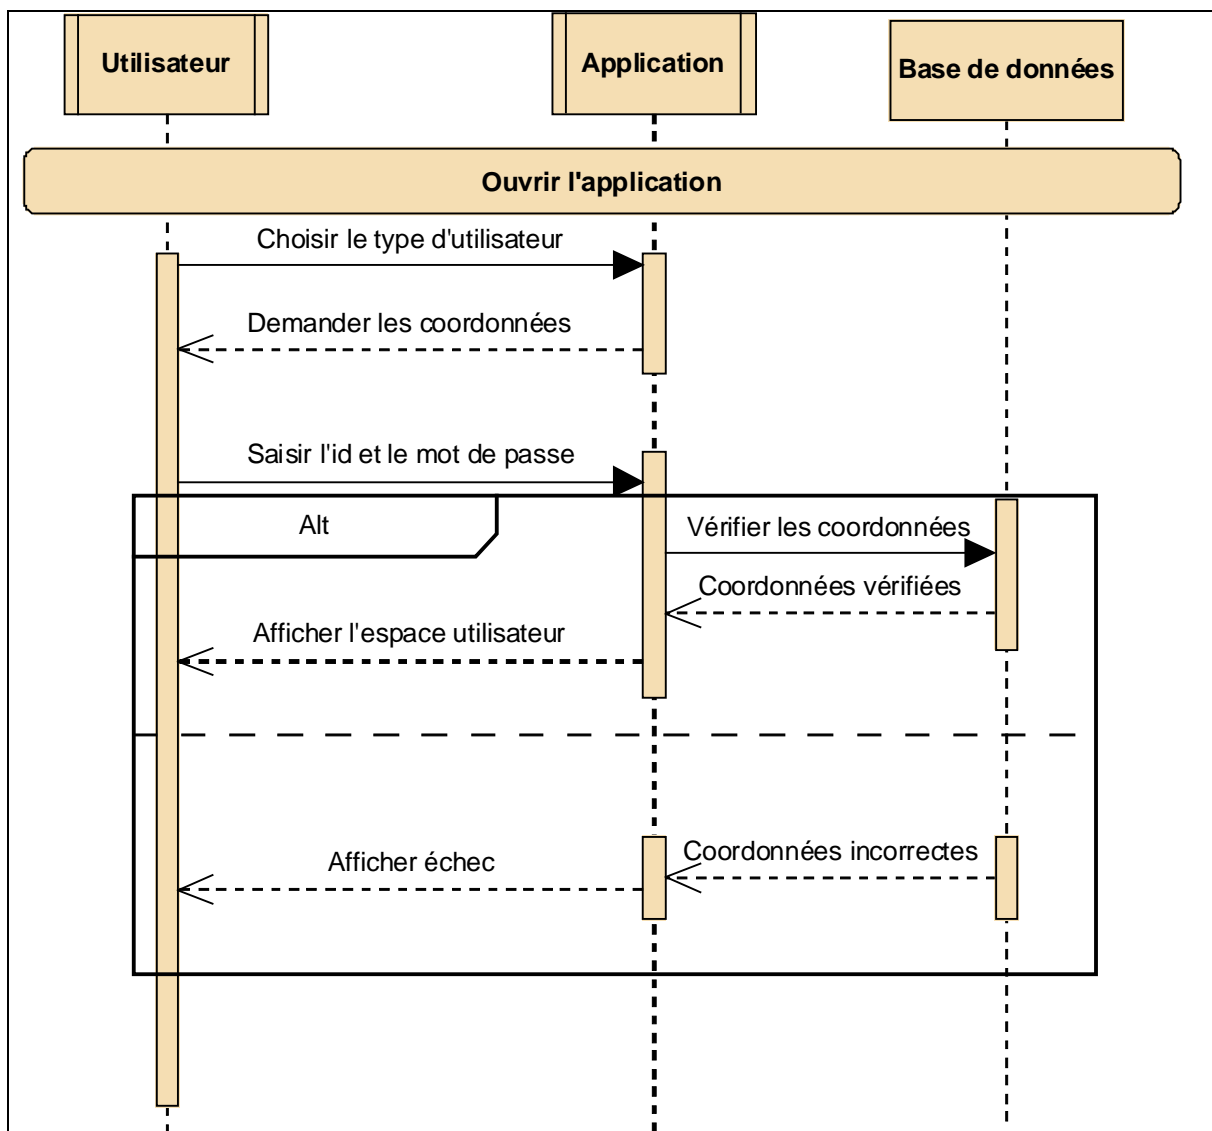 Utilisateur
Application
Base de données
Ouvrir l'application
Choisir le type d'utilisateur
Demander les coordonnées
Saisir l'id et le mot de passe
Alt
Vérifier les coordonnées
Coordonnées vérifiées
Afficher l'espace utilisateur
Coordonnées incorrectes
Afficher échec